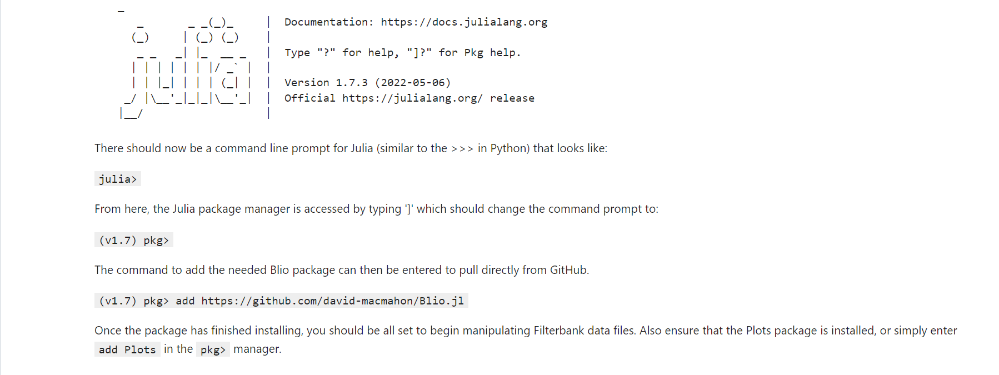 _
   _       _ _(_)_     |  Documentation: https://docs.julialang.org
  (_)     | (_) (_)    |
   _ _   _| |_  __ _   |  Type "?" for help, "]?" for Pkg help.
  | | | | | | |/ _` |  |
  | | |_| | | | (_| |  |  Version 1.7.3 (2022-05-06)
 _/ |\__'_|_|_|\__'_|  |  Official https://julialang.org/ release
|__/                   |
There should now be a command line prompt for Julia (similar to the >>> in Python) that looks like:
julia>
From here, the Julia package manager is accessed by typing ']' which should change the command prompt to:
(v1.7) pkg>
The command to add the needed Blio package can then be entered to pull directly from GitHub.
(v1.7) pkg> add https://github.com/david-macmahon/Blio.jl
Once the package has finished installing, you should be all set to begin manipulating Filterbank data files. Also ensure that the Plots package is installed, or simply enter
add Plots in the pkg> manager.